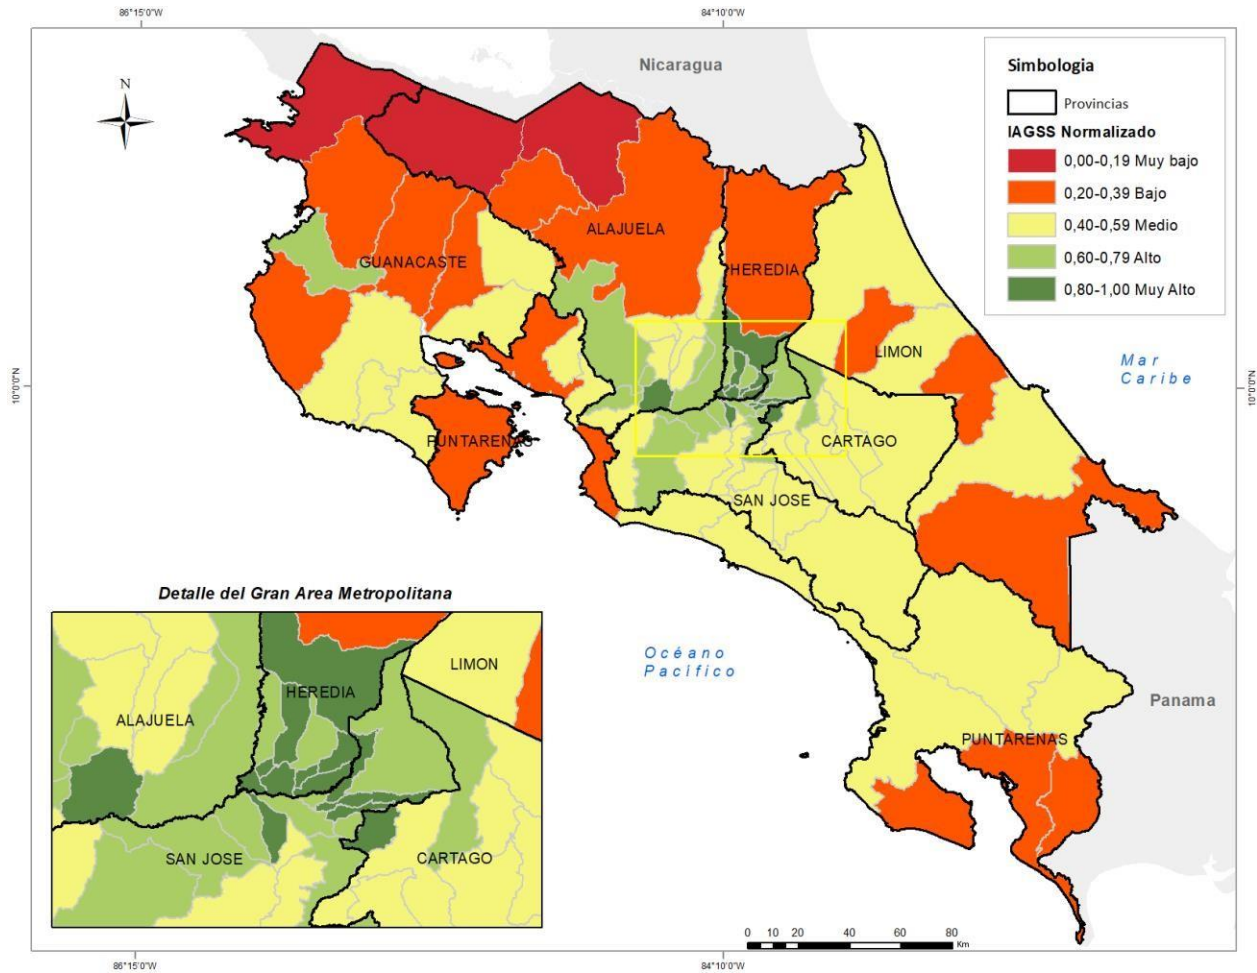 86°15'0"W
84°10'0"W
Nicaragua
N
Simbologia
Provincias
IAGSS Normalizado
0,00-0,19 Muy bajo
0,20-0,39 Bajo
0,40-0,59 Medio
0,60-0,79 Alto
0,80-1,00 Muy Alto
ALAJUELA
GUANACASTE
HEREDIA
LIMON
Mar
Caribe
10°0'0"N
10°0'0"N
PUNTARENAS
CARTAGO
SAN JOSE
Detalle del Gran Area Metropolitana
Océano
Pacífico
LIMON
HEREDIA
ALAJUELA
Panama
PUNTARENAS
SAN JOSE
CARTAGO
0 10 20 40 60 80
Km
86°15'0"W
84°10'0"W